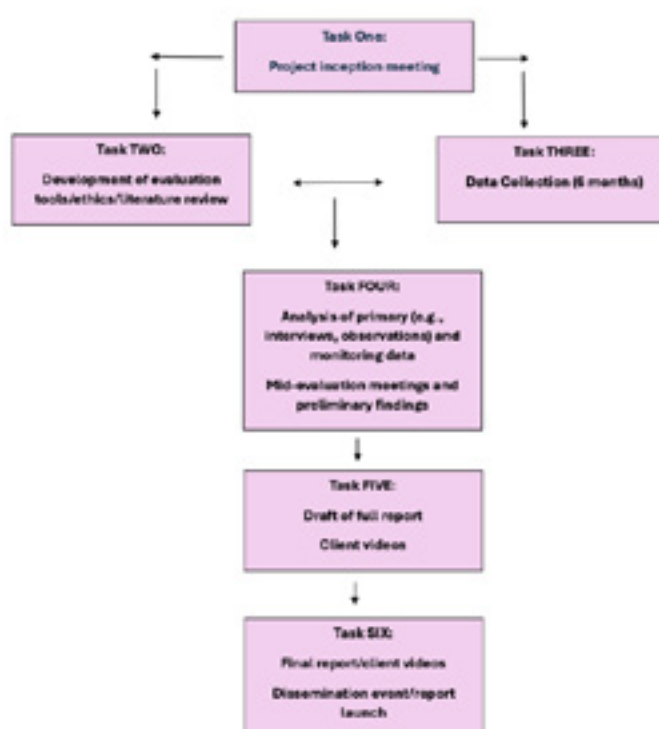 Task One:
Project inception meeting
Task TWO:
Development of evaluation
tools/ethics/literature review
Task THREE:
Data Collection (6 months)
Task FOUR:
Analysis of primary (e.g.,
interviews, observations) and
monitoring data
Mid-evaluation meetings and
preliminary findings
Task FIVE:
Draft of full report
Client videos
Task SIX:
Final report/client videos
Dissemination event/report
launch